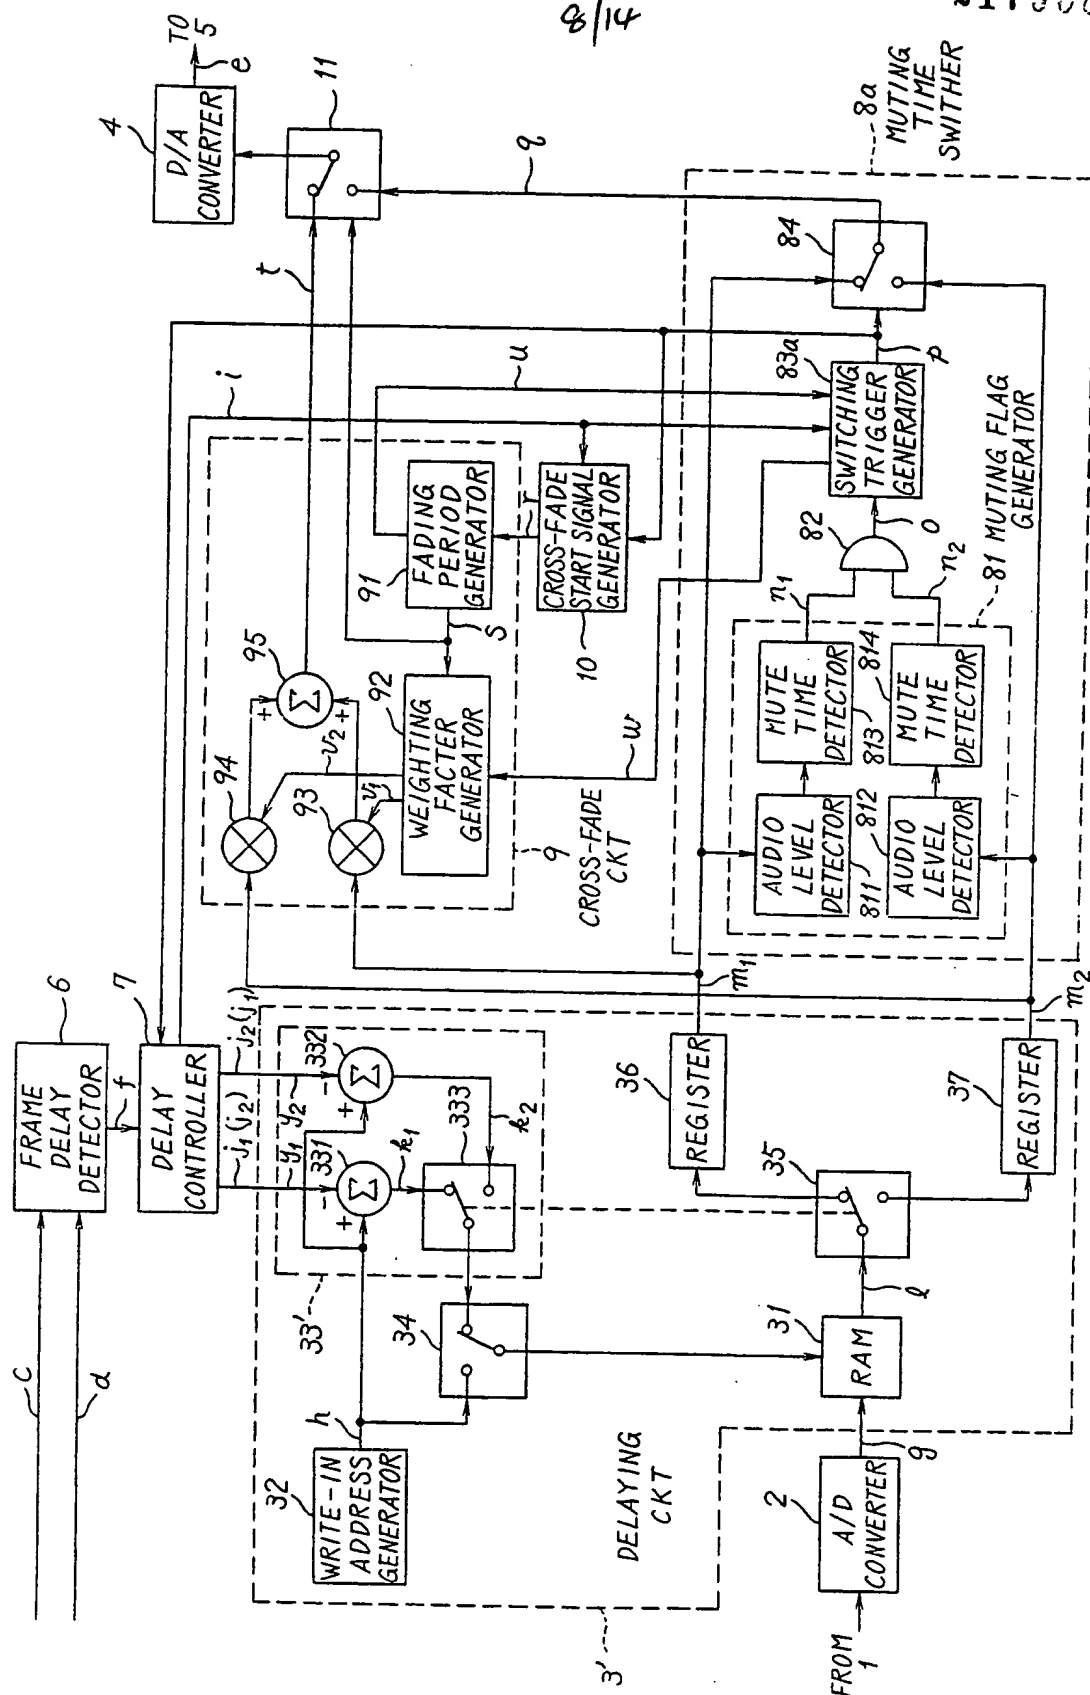 8/14
C
d
6
FRAME
DELAY
DETECTOR
f
7
DELAY
CONTROLLER
j1(j2)
j2(j1)
y1
y2
331
332
333
k1
k2
+
-
+
-
Σ
Σ
33'
32
WRITE-IN
ADDRESS
GENERATOR
h
34
DELAYING
CKT
3'
FROM
1
2
A/D
CONVERTER
g
31
RAM
l
35
36
REGISTER
37
REGISTER
m1
m2
CROSS-FADE
CKT
9
93
94
95
+
+
Σ
v1
v2
92
WEIGHTING
FACTER
GENERATOR
S
91
FADING
PERIOD
GENERATOR
r
10
CROSS-FADE
START SIGNAL
GENERATOR
i
u
w
t
11
4
D/A
CONVERTER
e
TO
5
q
8a
MUTING
TIME
SWITHER
811
AUDIO
LEVEL
DETECTOR
812
AUDIO
LEVEL
DETECTOR
813
MUTE
TIME
DETECTOR
814
MUTE
TIME
DETECTOR
81 MUTING FLAG
GENERATOR
n1
n2
82
o
83a
SWITCHING
TRIGGER
GENERATOR
p
84